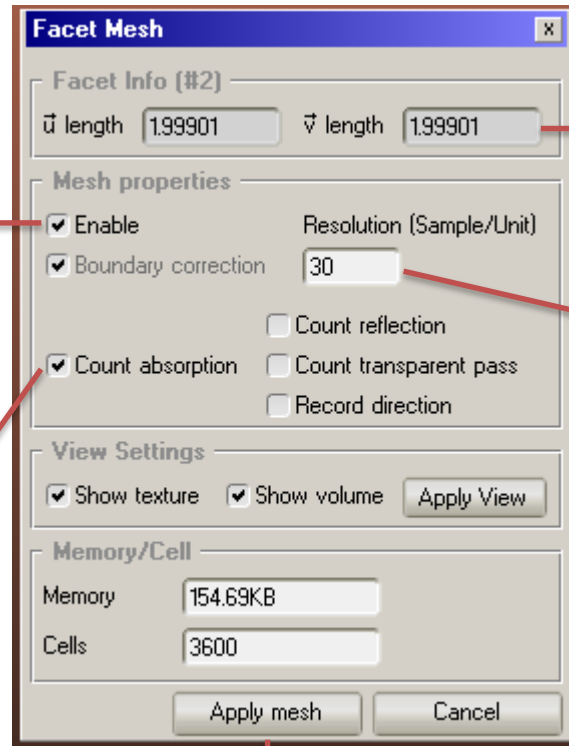 Facet Mesh x
Facet Info (#2)
u⃗ length 1.99901 v⃗ length 1.99901
Mesh properties
Enable Resolution (Sample/Unit)
Boundary correction 30
Count reflection
Count absorption Count transparent pass
Record direction
View Settings
Show texture Show volume Apply View
Memory/Cell
Memory 154.69KB
Cells 3600
Apply mesh Cancel